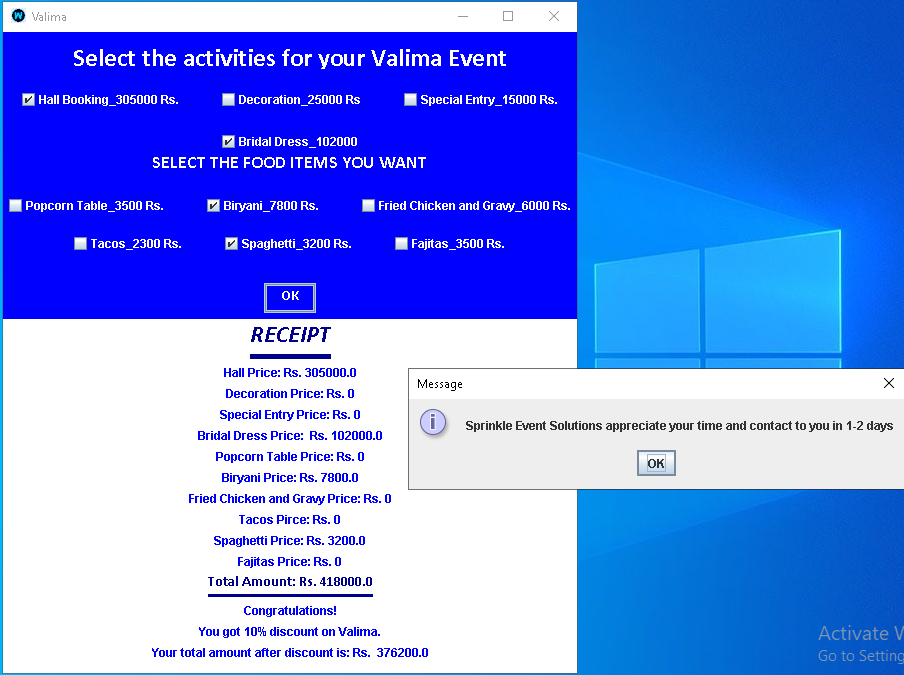 Valima
Select the activities for your Valima Event
Hall Booking_305000 Rs. Decoration_25000 Rs Special Entry_15000 Rs.
Bridal Dress_102000
SELECT THE FOOD ITEMS YOU WANT
Popcorn Table_3500 Rs. Biryani_7800 Rs. Fried Chicken and Gravy_6000 Rs.
Tacos_2300 Rs. Spaghetti_3200 Rs. Fajitas_3500 Rs.
OK
RECEIPT
Hall Price: Rs. 305000.0
Decoration Price: Rs. 0
Special Entry Price: Rs. 0
Bridal Dress Price: Rs. 102000.0
Popcorn Table Price: Rs. 0
Biryani Price: Rs. 7800.0
Fried Chicken and Gravy Price: Rs. 0
Tacos Pirce: Rs. 0
Spaghetti Price: Rs. 3200.0
Fajitas Price: Rs. 0
Total Amount: Rs. 418000.0
Congratulations!
You got 10% discount on Valima.
Your total amount after discount is: Rs. 376200.0
Message
Sprinkle Event Solutions appreciate your time and contact to you in 1-2 days
OK
Activate W
Go to Setting